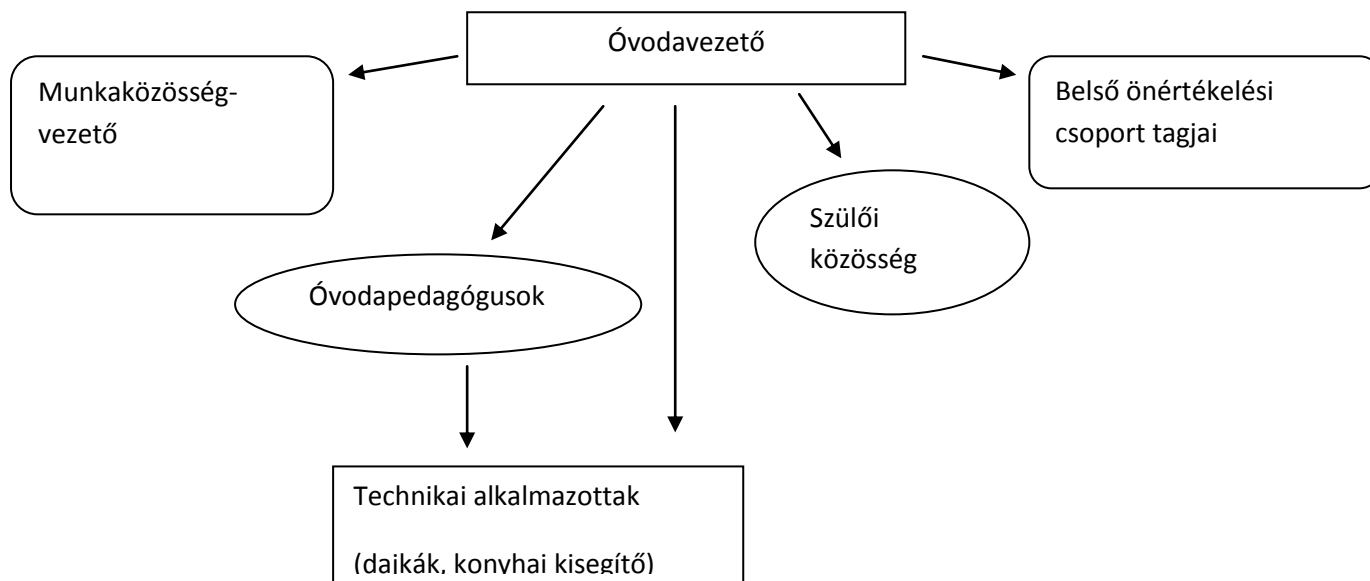 Óvodavezető
Munkaközösség-
vezető
Belső önértékelési
csoport tagjai
Szülői
közösség
Óvodapedagógusok
Technikai alkalmazottak
(dajkák, konyhai kisegítő)